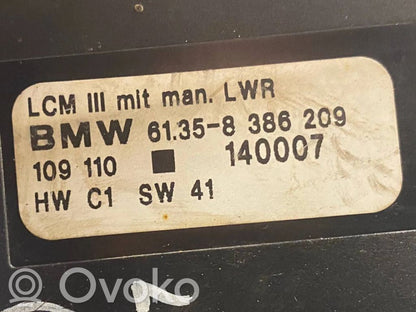 LCM III mit man. LWR
BMW 61.35-8 386 209
109 110 ■ 140007
HW C1 SW 41
Ovoko